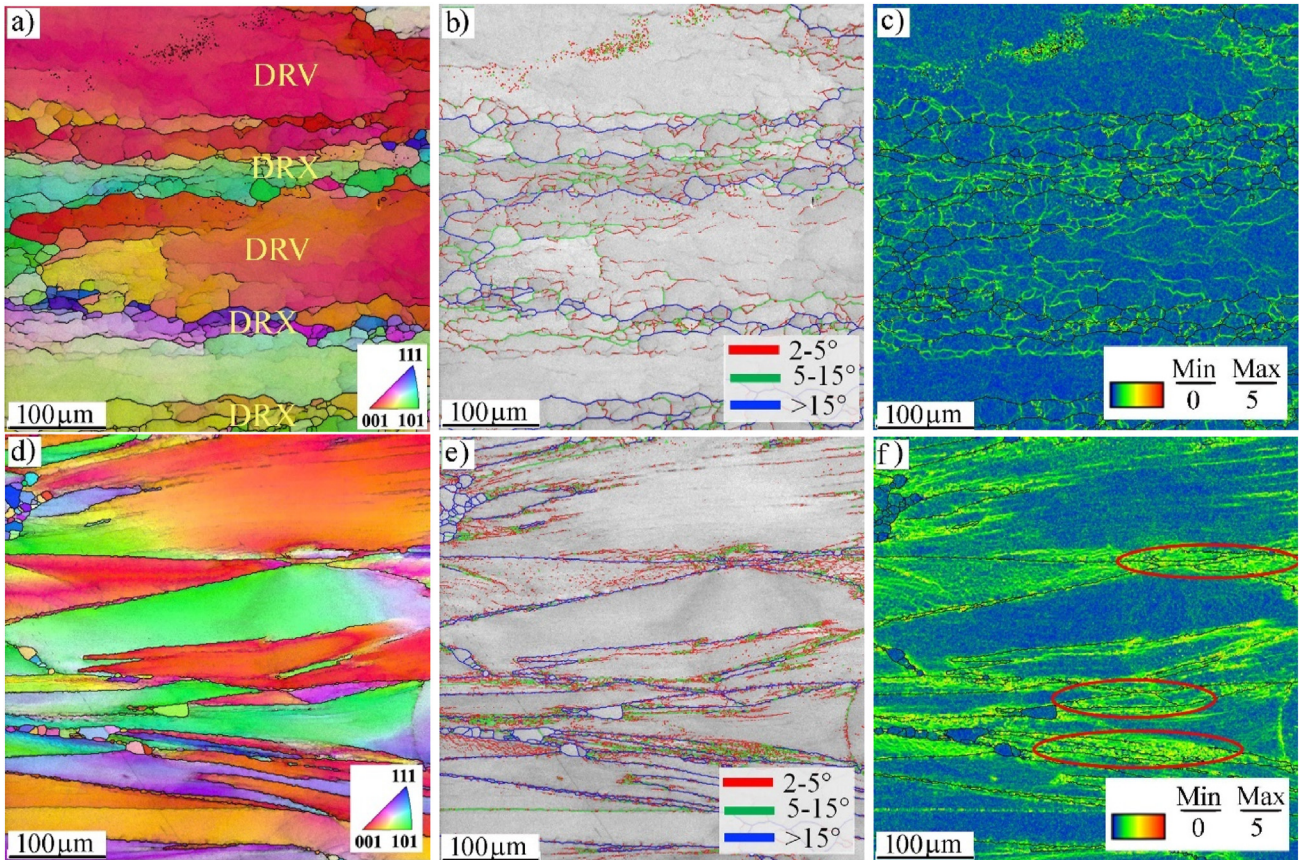 a)
DRV
DRX
DRV
DRX
DRX
111
001 101
100μm
b)
2-5°
5-15°
>15°
100μm
c)
Min Max
0 5
100μm
d)
111
001 101
100μm
e)
2-5°
5-15°
>15°
100μm
f)
Min Max
0 5
100μm